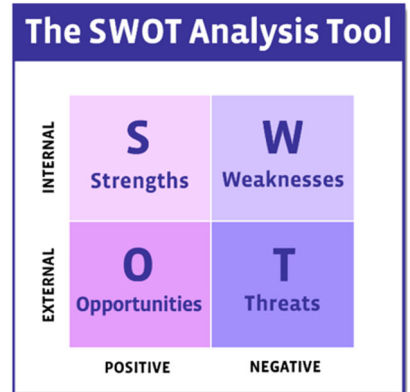 The SWOT Analysis Tool
INTERNAL
S
Strengths
W
Weaknesses
EXTERNAL
O
Opportunities
T
Threats
POSITIVE
NEGATIVE